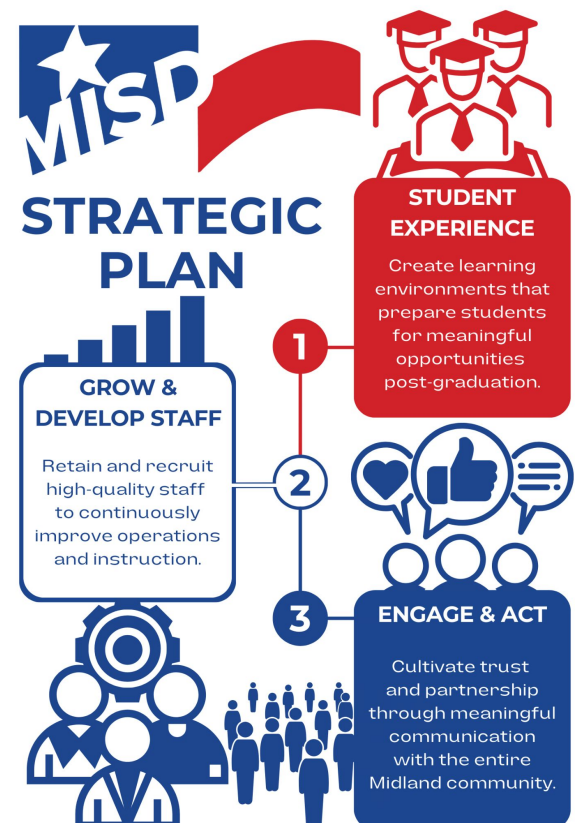 MISD
STRATEGIC
PLAN
STUDENT
EXPERIENCE
Create learning
environments that
prepare students
for meaningful
opportunities
post-graduation.
1
GROW &
DEVELOP STAFF
Retain and recruit
high-quality staff
to continuously
improve operations
and instruction.
2
3
ENGAGE & ACT
Cultivate trust
and partnership
through meaningful
communication
with the entire
Midland community.